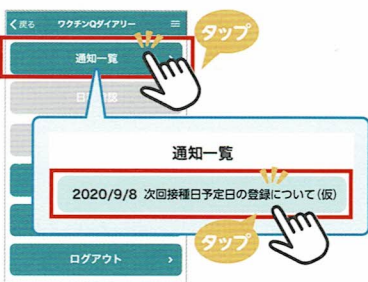 く戻る ワクチンQダイアリー ≡
タップ
通知一覧
通知一覧
2020/9/8 次回接種日予定日の登録について(仮)
タップ
ログアウト >